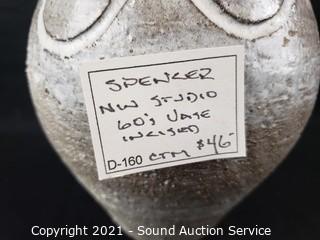 SPENCER
NW STUDIO
60's VASE
INCISED
D-160 CTM $46-
Copyright 2021 - Sound Auction Service